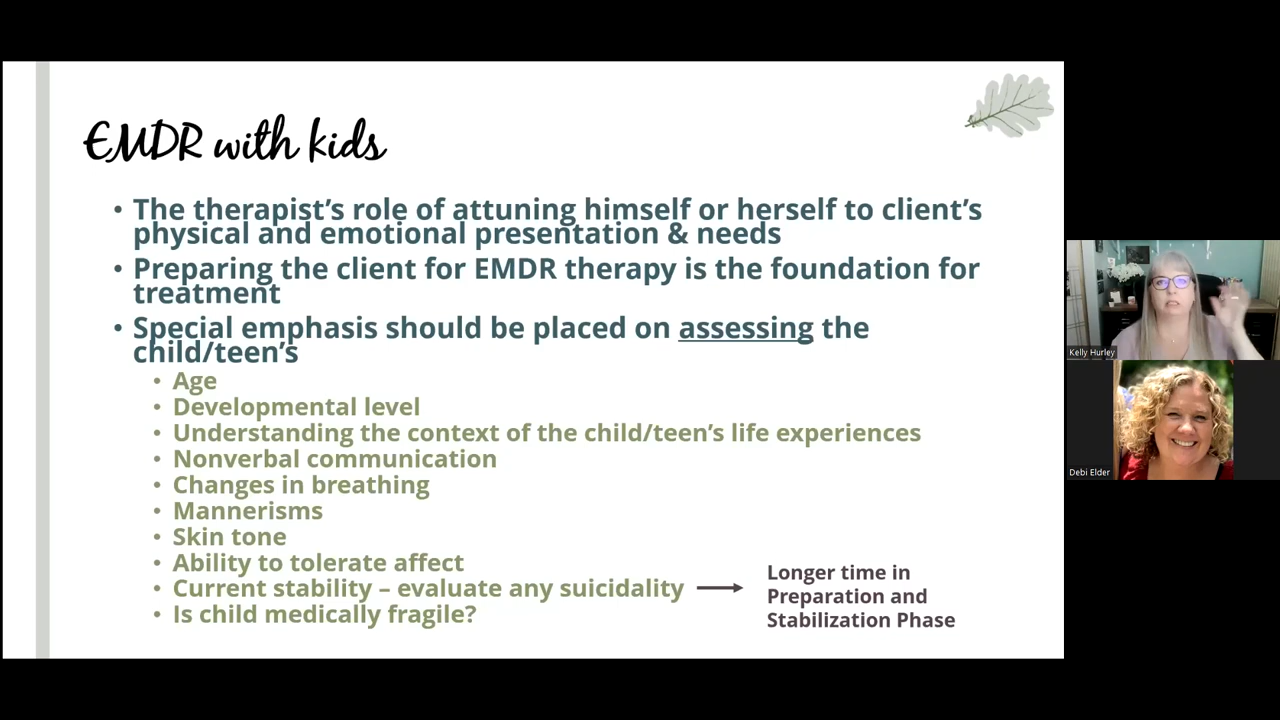 EMDR with kids
• The therapist's role of attuning himself or herself to client's
physical and emotional presentation & needs
• Preparing the client for EMDR therapy is the foundation for
treatment
• Special emphasis should be placed on assessing the
child/teen's
• Age
• Developmental level
• Understanding the context of the child/teen's life experiences
• Nonverbal communication
• Changes in breathing
• Mannerisms
• Skin tone
• Ability to tolerate affect
• Current stability – evaluate any suicidality
• Is child medically fragile?
Longer time in
Preparation and
Stabilization Phase
Kelly Hurley
Debi Elder